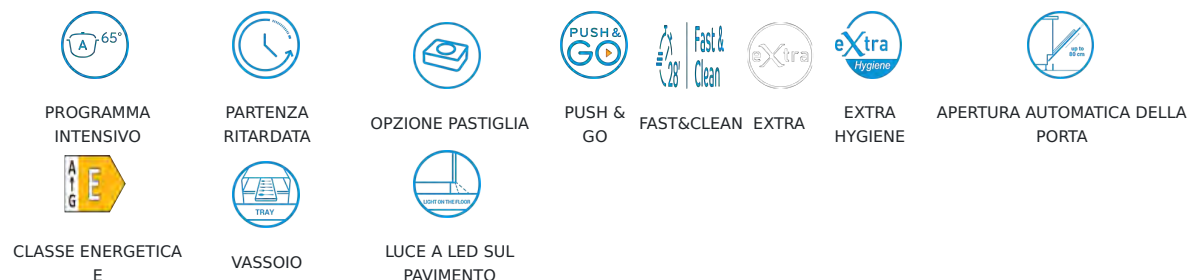 A 65°
PROGRAMMA
INTENSIVO
PARTENZA
RITARDATA
OPZIONE PASTIGLIA
PUSH &
GO
PUSH &
GO
28' Fast &
Clean
FAST&CLEAN
eXtra
EXTRA
eXtra
Hygiene
EXTRA
HYGIENE
up to
80 cm
APERTURA AUTOMATICA DELLA
PORTA
A
G
E
CLASSE ENERGETICA
E
TRAY
VASSOIO
LIGHT ON THE FLOOR
LUCE A LED SUL
PAVIMENTO